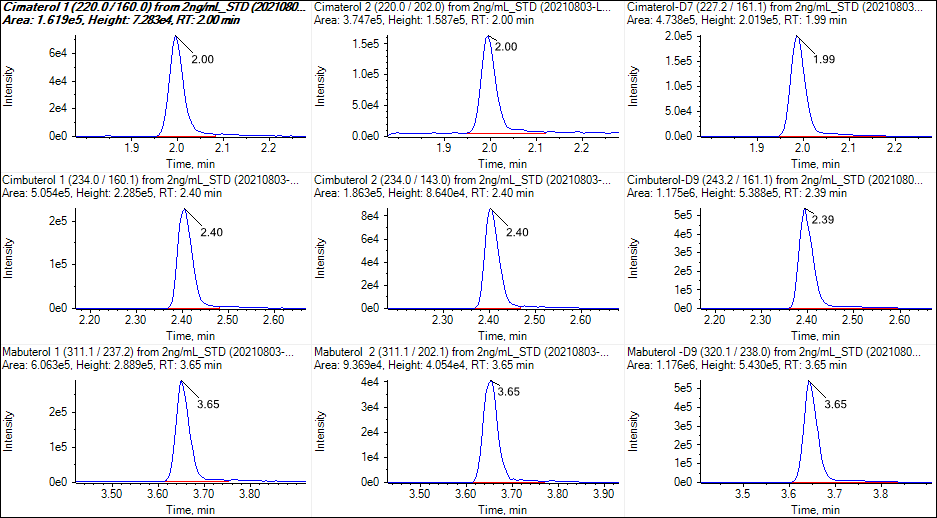 Cimaterol 1 (220.0 / 160.0) from 2ng/mL_STD (2021080...
Area: 1.619e5, Height: 7.283e4, RT: 2.00 min
Intensity
6e4
4e4
2e4
0e0
2.00
1.9
2.0
2.1
2.2
Time, min
Cimaterol 2 (220.0 / 202.0) from 2ng/mL_STD (20210803-L...
Area: 3.747e5, Height: 1.587e5, RT: 2.00 min
Intensity
1.5e5
1.0e5
5.0e4
0.0e0
2.00
1.9
2.0
2.1
2.2
Time, min
Cimaterol-D7 (227.2 / 161.1) from 2ng/mL_STD (2021080...
Area: 4.738e5, Height: 2.019e5, RT: 1.99 min
Intensity
2.0e5
1.5e5
1.0e5
5.0e4
0.0e0
1.99
1.9
2.0
2.1
2.2
Time, min
Cimbuterol 1 (234.0 / 160.1) from 2ng/mL_STD (20210803-...
Area: 5.054e5, Height: 2.285e5, RT: 2.40 min
Intensity
2e5
1e5
0e0
2.40
2.20
2.30
2.40
2.50
2.60
Time, min
Cimbuterol 2 (234.0 / 143.0) from 2ng/mL_STD (20210803-...
Area: 1.863e5, Height: 8.640e4, RT: 2.40 min
Intensity
8e4
6e4
4e4
2e4
0e0
2.40
2.30
2.40
2.50
2.60
Time, min
Cimbuterol-D9 (243.2 / 161.1) from 2ng/mL_STD (2021080...
Area: 1.175e6, Height: 5.388e5, RT: 2.39 min
Intensity
5e5
4e5
3e5
2e5
1e5
0e0
2.39
2.20
2.30
2.40
2.50
2.60
Time, min
Mabuterol 1 (311.1 / 237.2) from 2ng/mL_STD (20210803-...
Area: 6.063e5, Height: 2.889e5, RT: 3.65 min
Intensity
2e5
1e5
0e0
3.65
3.50
3.60
3.70
3.80
Time, min
Mabuterol  2 (311.1 / 202.1) from 2ng/mL_STD (20210803-...
Area: 9.369e4, Height: 4.054e4, RT: 3.65 min
Intensity
4e4
3e4
2e4
1e4
0e0
3.65
3.50
3.60
3.70
3.80
3.90
Time, min
Mabuterol -D9 (320.1 / 238.0) from 2ng/mL_STD (2021080...
Area: 1.176e6, Height: 5.430e5, RT: 3.65 min
Intensity
5e5
4e5
3e5
2e5
1e5
0e0
3.65
3.5
3.6
3.7
3.8
Time, min